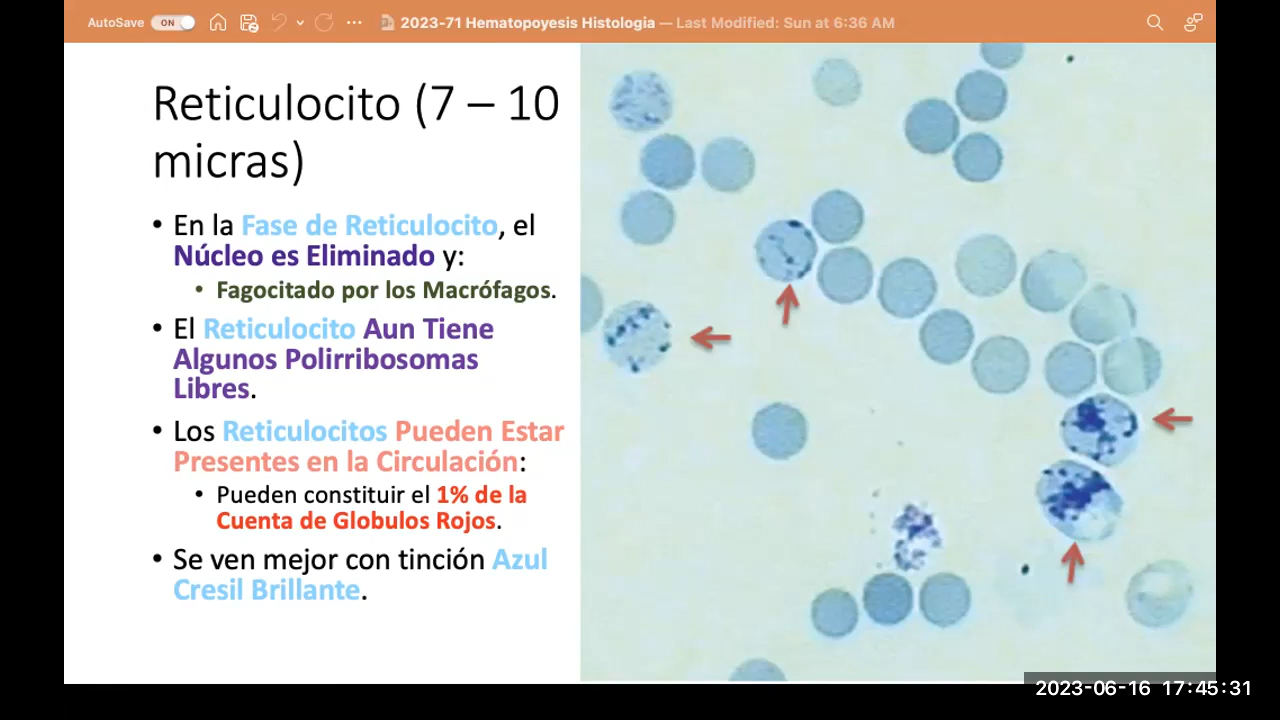 AutoSave ON 2023-71 Hematopoyesis Histologia — Last Modified: Sun at 6:36 AM
Reticulocito (7 – 10
micras)
• En la Fase de Reticulocito, el
Núcleo es Eliminado y:
• Fagocitado por los Macrófagos.
• El Reticulocito Aun Tiene
Algunos Polirribosomas
Libres.
• Los Reticulocitos Pueden Estar
Presentes en la Circulación:
• Pueden constituir el 1% de la
Cuenta de Globulos Rojos.
• Se ven mejor con tinción Azul
Cresil Brillante.
2023-06-16 17:45:31